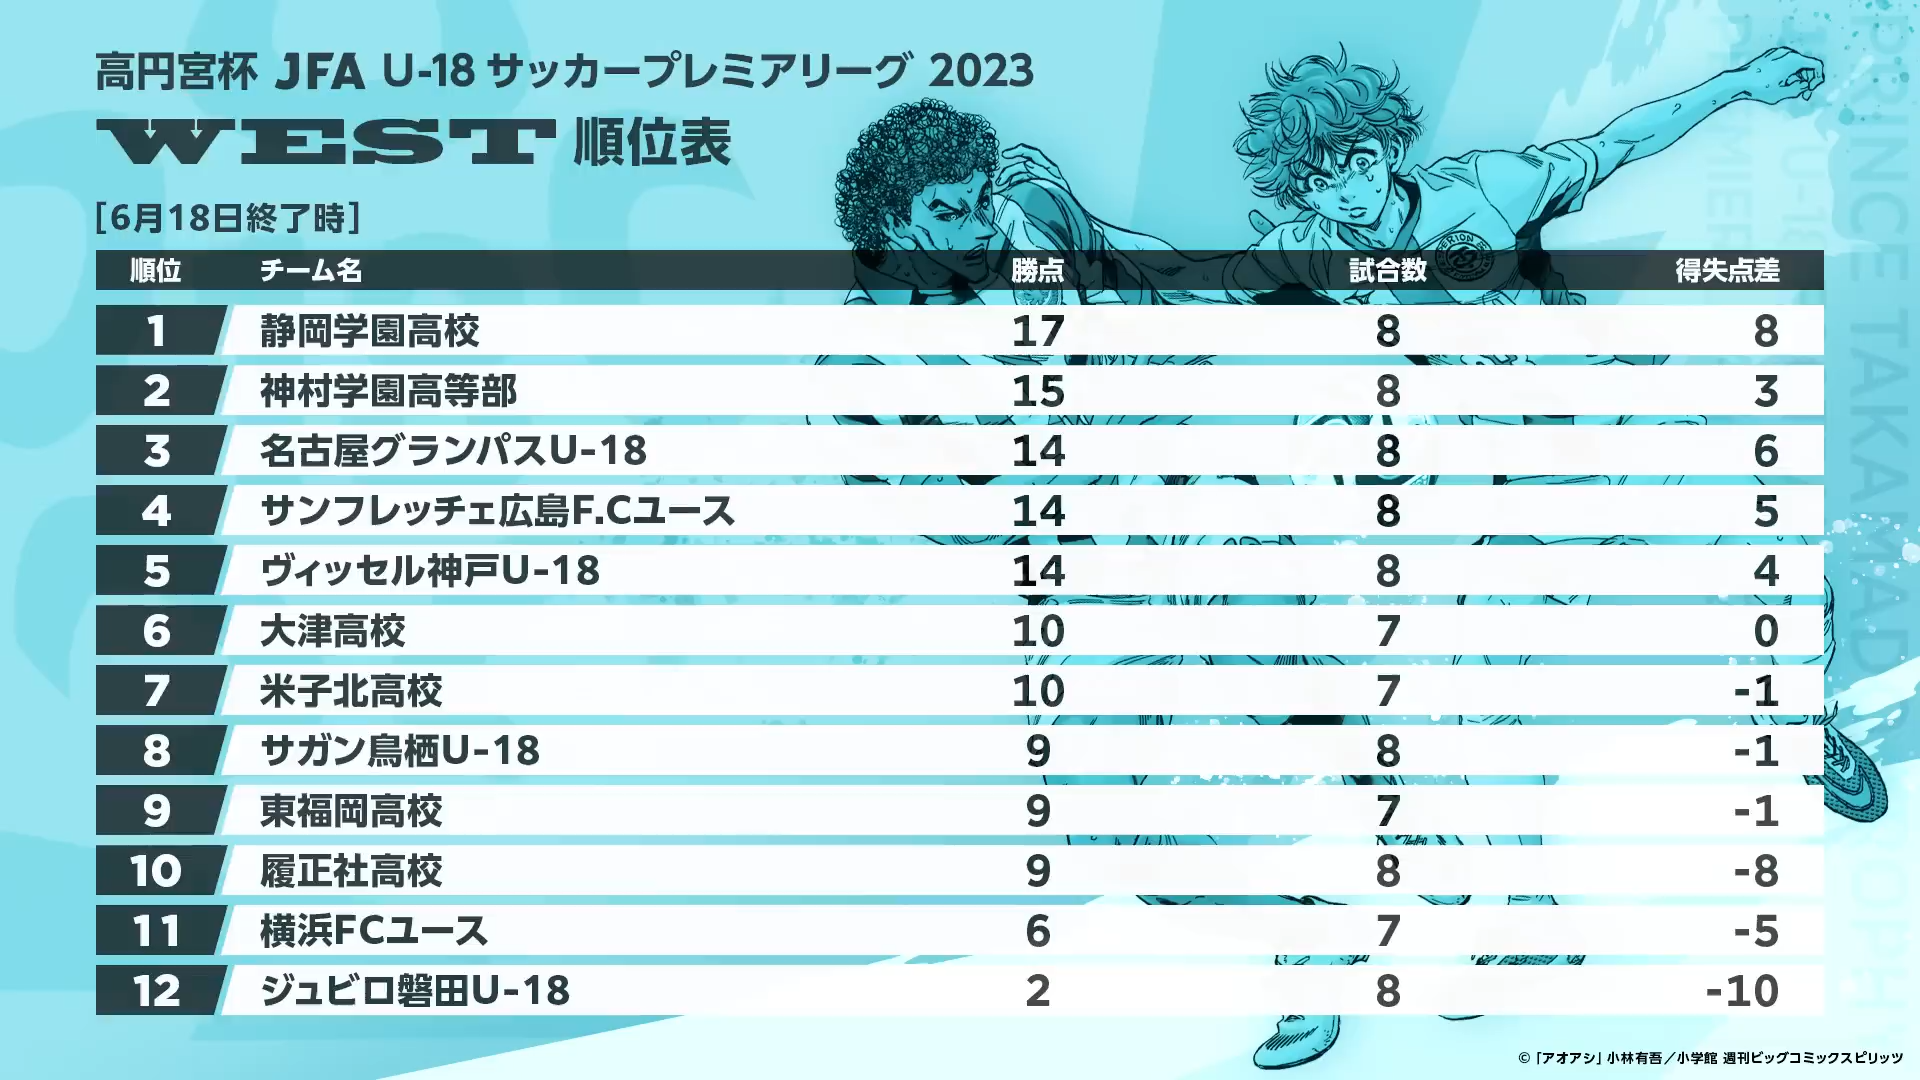 高円宮杯 JFA U-18 サッカープレミアリーグ 2023
WEST 順位表
[6月18日終了時]
順位 チーム名 勝点 試合数 得失点差
1 静岡学園高校 17 8 8
2 神村学園高等部 15 8 3
3 名古屋グランパスU-18 14 8 6
4 サンフレッチェ広島F.Cユース 14 8 5
5 ヴィッセル神戸U-18 14 8 4
6 大津高校 10 7 0
7 米子北高校 10 7 -1
8 サガン鳥栖U-18 9 8 -1
9 東福岡高校 9 7 -1
10 履正社高校 9 8 -8
11 横浜FCユース 6 7 -5
12 ジュビロ磐田U-18 2 8 -10
©「アオアシ」小林有吾／小学館 週刊ビッグコミックスピリッツ
PRINCE TAKAMAD